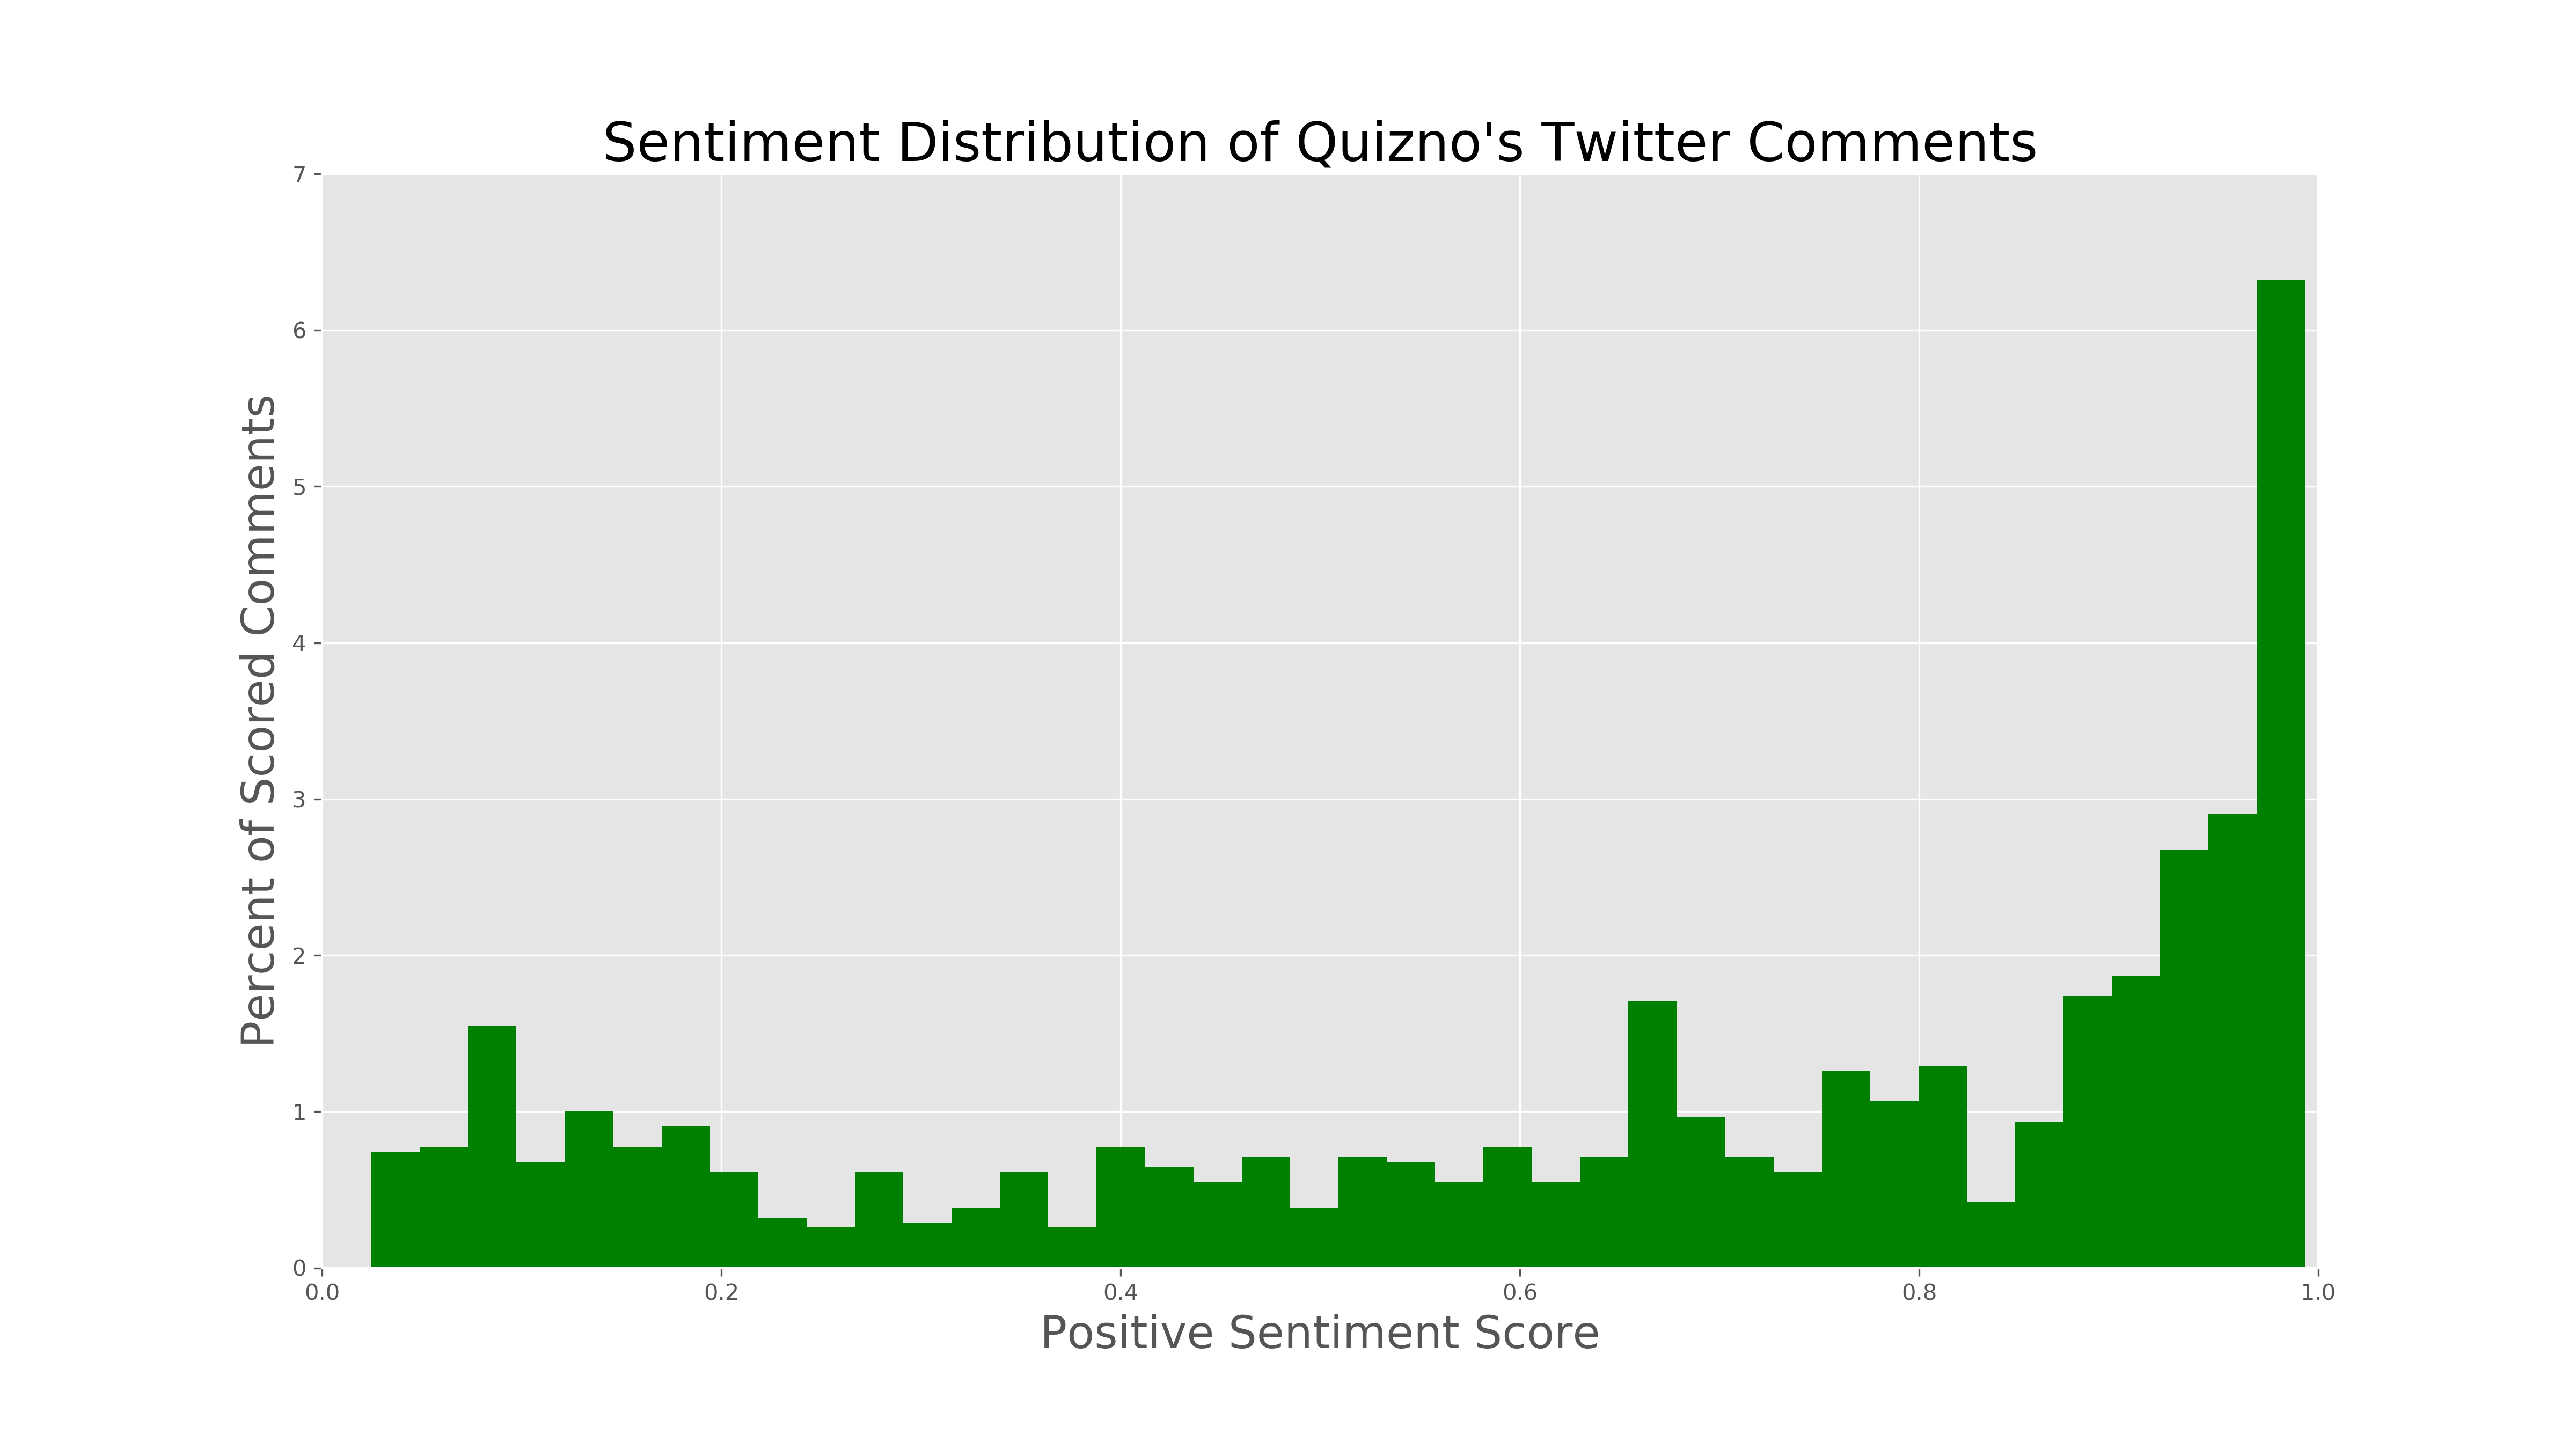 Sentiment Distribution of Quizno's Twitter Comments
7
6
5
4
3
2
1
0
Percent of Scored Comments
0.0 0.2 0.4 0.6 0.8 1.0
Positive Sentiment Score